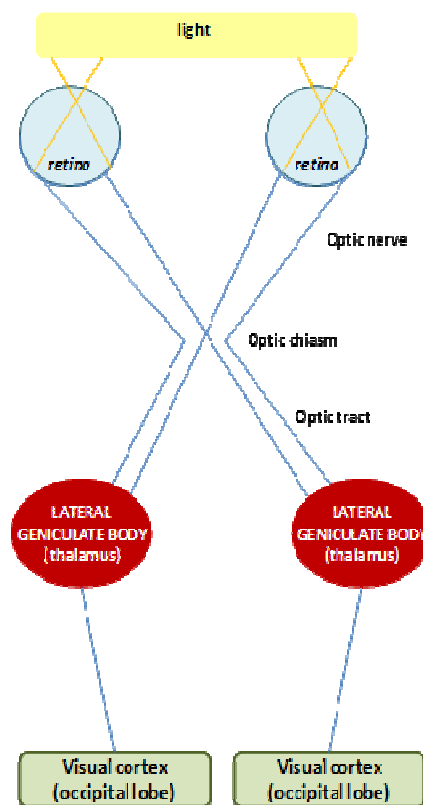 light
retina
retina
Optic nerve
Optic chiasm
Optic tract
LATERAL
GENICULATE BODY
(thalamus)
LATERAL
GENICULATE BODY
(thalamus)
Visual cortex
(occipital lobe)
Visual cortex
(occipital lobe)